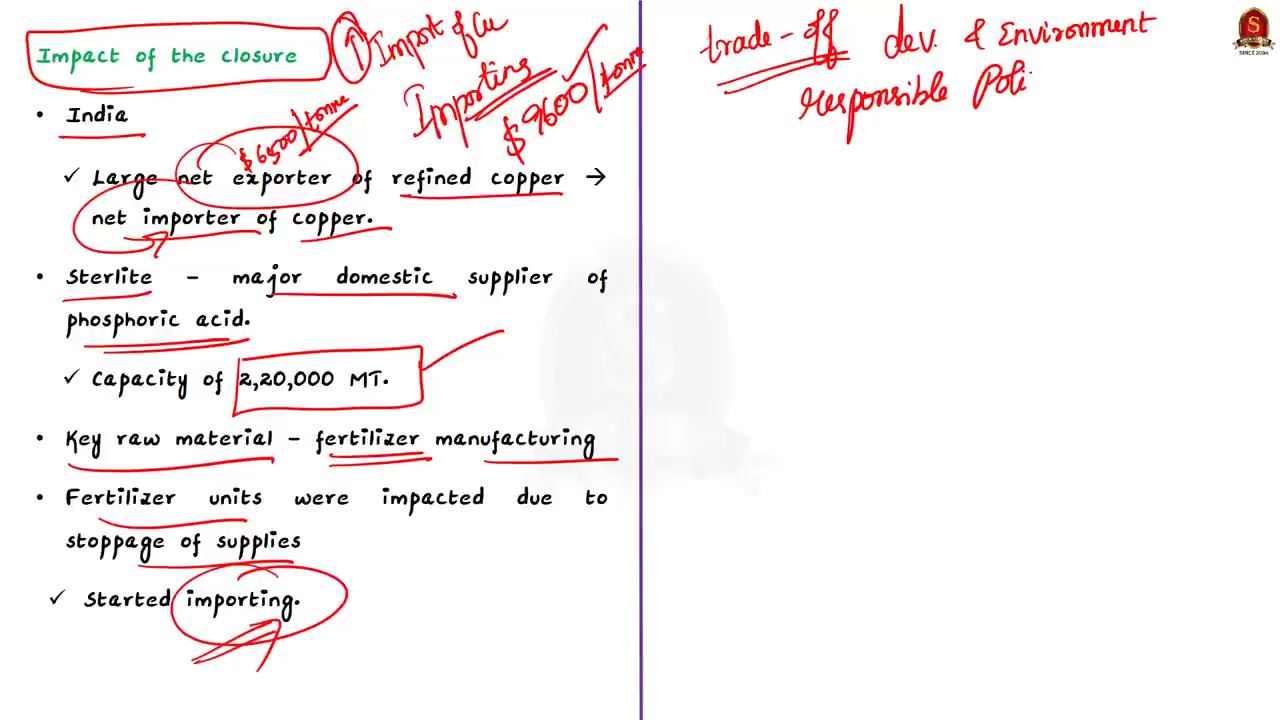 Impact of the closure
↑ Import of Cu
Importing
$9600/tonne
• India
$6500/tonne
✓ Large net exporter of refined copper →
net importer of copper.
• Sterlite - major domestic supplier of
phosphoric acid.
✓ Capacity of 2,20,000 MT.
• Key raw material - fertilizer manufacturing
• Fertilizer units were impacted due to
stoppage of supplies
✓ Started importing.
trade-off dev. & Environment
responsible Poli
SINCE 2004